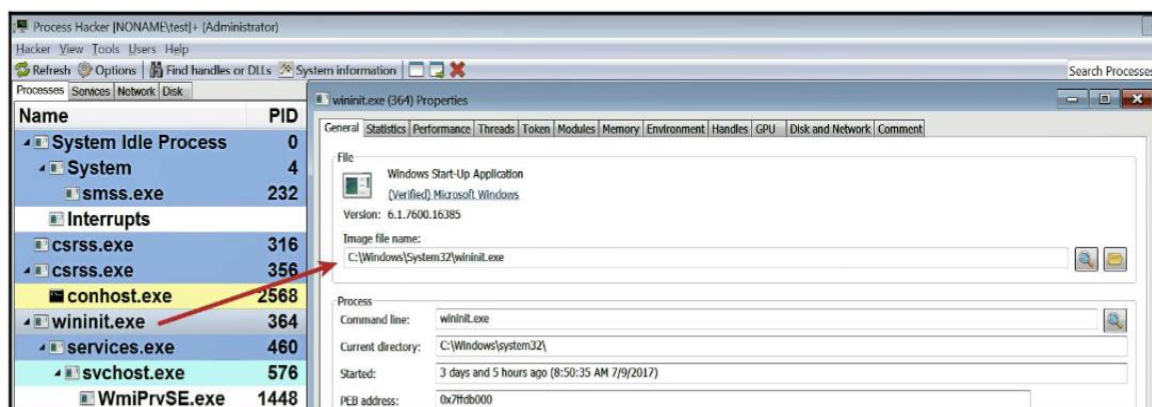 Process Hacker [NONAME\test]+ (Administrator)
Hacker View Tools Users Help
Refresh Options Find handles or DLLs System information
Search Processes
Processes Services Network Disk
Name PID
System Idle Process 0
System 4
smss.exe 232
Interrupts
csrss.exe 316
csrss.exe 356
conhost.exe 2568
wininit.exe 364
services.exe 460
svchost.exe 576
WmiPrvSE.exe 1448
wininit.exe (364) Properties
General Statistics Performance Threads Token Modules Memory Environment Handles GPU Disk and Network Comment
File
Windows Start-Up Application
(Verified) Microsoft Windows
Version: 6.1.7600.16385
Image file name:
C:\Windows\System32\wininit.exe
Process
Command line: wininit.exe
Current directory: C:\Windows\system32\
Started: 3 days and 5 hours ago (8:50:35 AM 7/9/2017)
PEB address: 0x7ffdb000